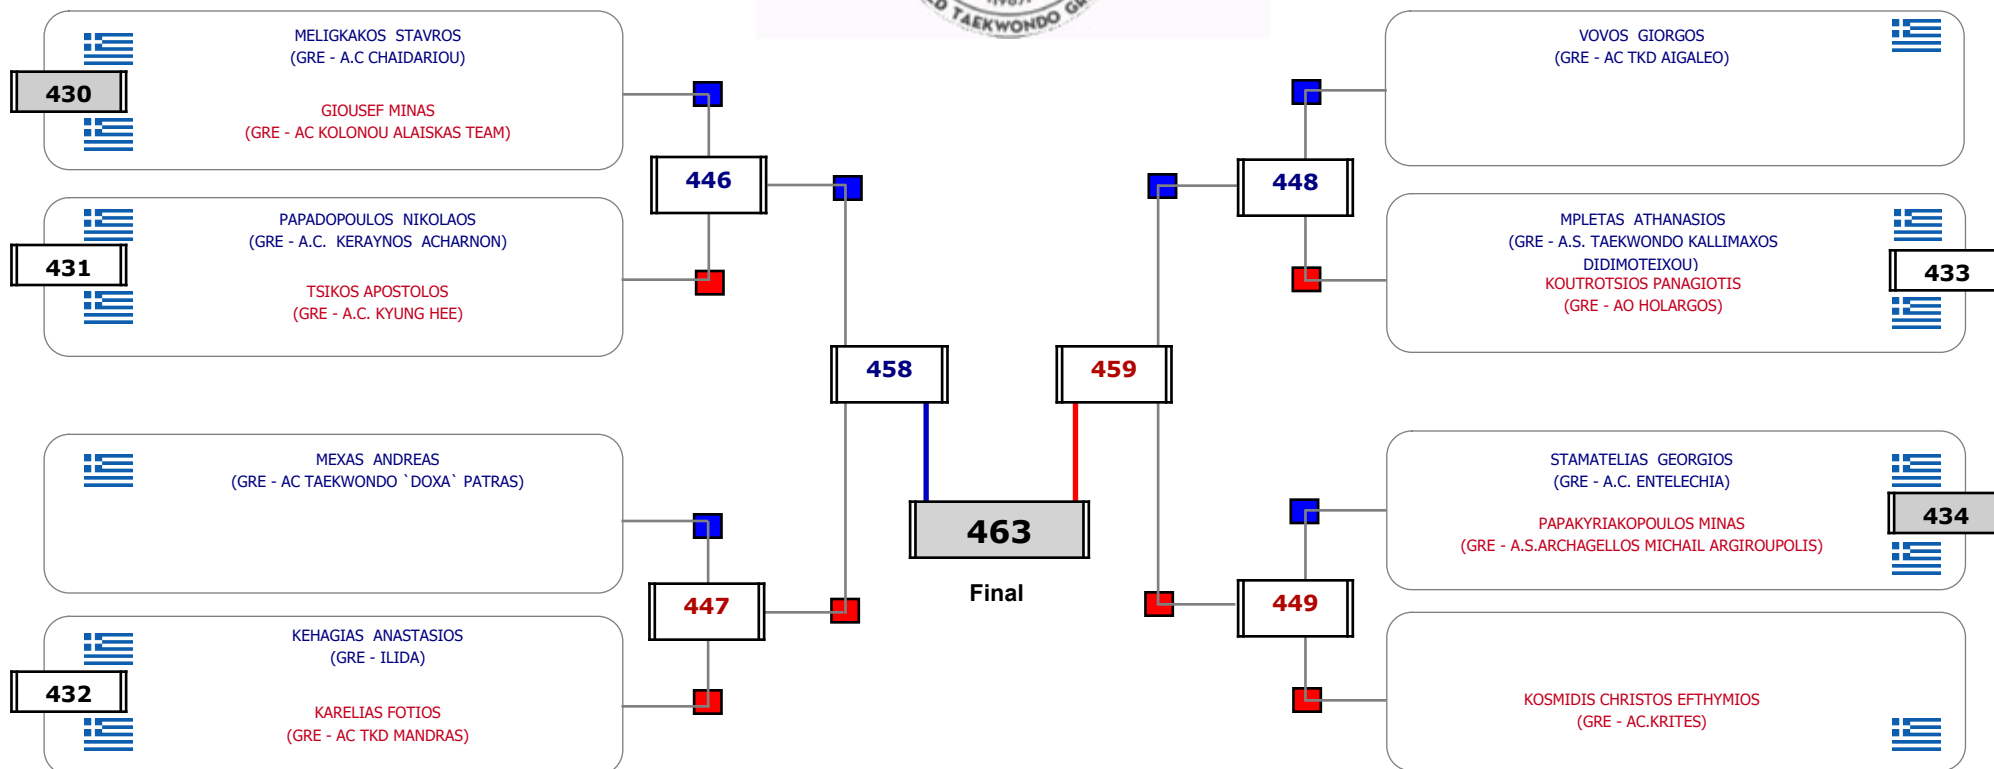 TAEKWONDO
MELIGKAKOS STAVROS
(GRE - A.C CHAIDARIOU)
430
GIOUSEF MINAS
(GRE - AC KOLONOU ALAISKAS TEAM)
PAPADOPOULOS NIKOLAOS
(GRE - A.C. KERAYNOS ACHARNON)
431
TSIKOS APOSTOLOS
(GRE - A.C. KYUNG HEE)
446
MEXAS ANDREAS
(GRE - AC TAEKWONDO `DOXA` PATRAS)
KEHAGIAS ANASTASIOS
(GRE - ILIDA)
432
KARELIAS FOTIOS
(GRE - AC TKD MANDRAS)
447
458
463
Final
459
VOVOS GIORGOS
(GRE - AC TKD AIGALEO)
448
MPLETAS ATHANASIOS
(GRE - A.S. TAEKWONDO KALLIMAXOS
DIDIMOTEIXOU)
433
KOUTROTSIOS PANAGIOTIS
(GRE - AO HOLARGOS)
STAMATELIAS GEORGIOS
(GRE - A.C. ENTELECHIA)
434
PAPAKYRIAKOPOULOS MINAS
(GRE - A.S.ARCHAGELLOS MICHAIL ARGIROUPOLIS)
449
KOSMIDIS CHRISTOS EFTHYMIOS
(GRE - AC.KRITES)